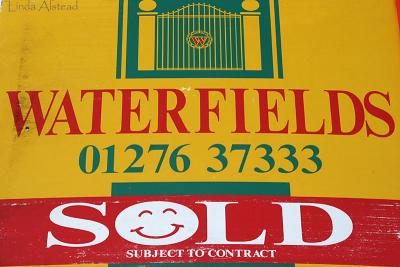 Linda Alstead
W
WATERFIELDS
01276 37333
SOLD
SUBJECT TO CONTRACT